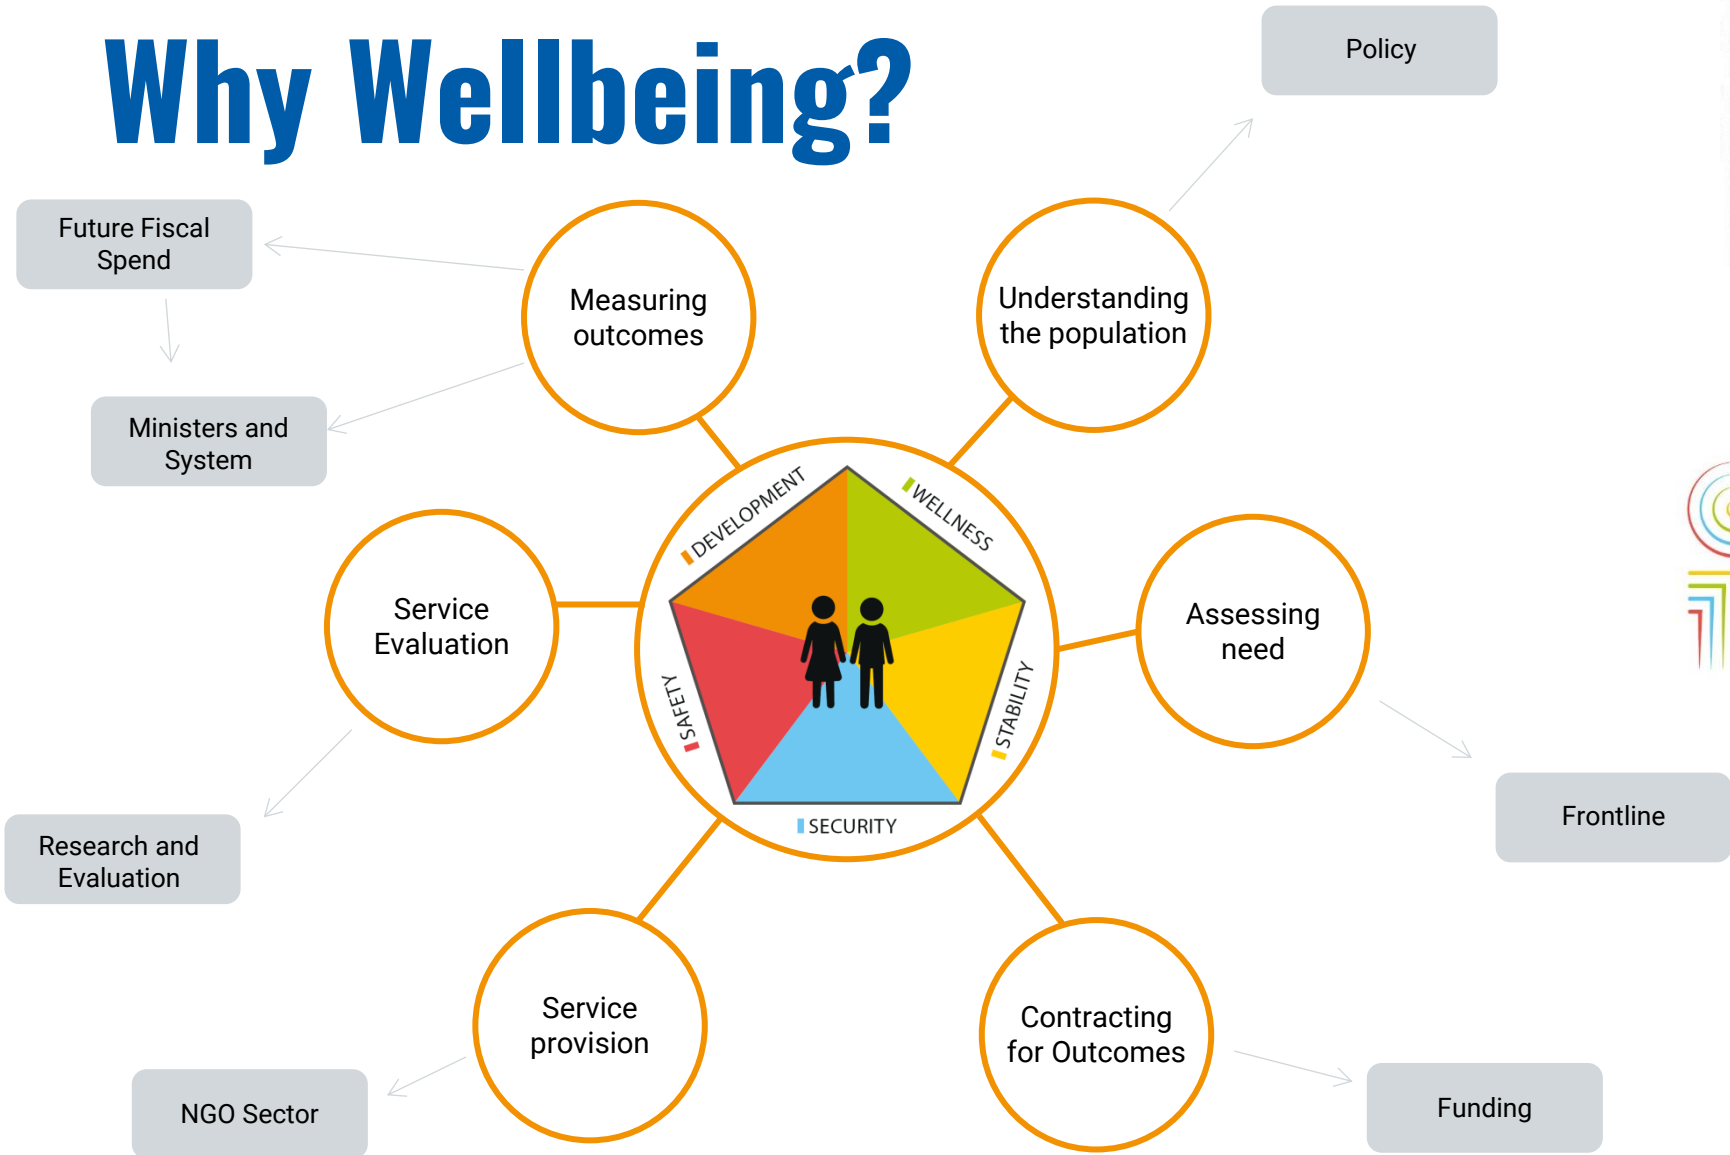 Why Wellbeing?
Policy
Future Fiscal
Spend
Measuring
outcomes
Understanding
the population
Ministers and
System
DEVELOPMENT
WELLNESS
Service
Evaluation
Assessing
need
SAFETY
STABILITY
SECURITY
Research and
Evaluation
Frontline
Service
provision
Contracting
for Outcomes
NGO Sector
Funding